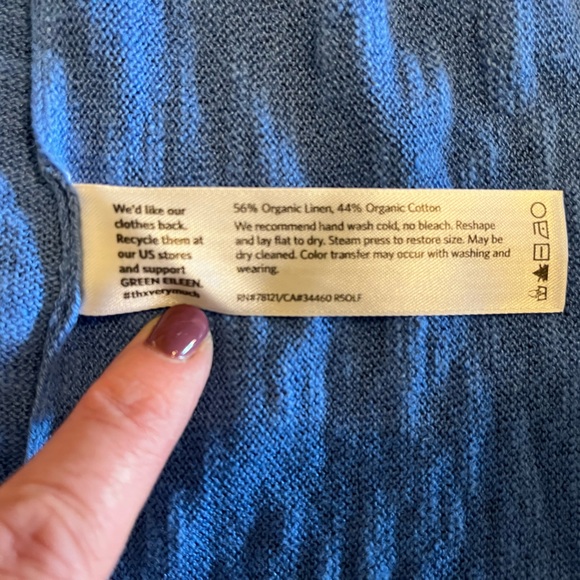 We'd like our
clothes back.
Recycle them at
our US stores
and support
GREEN EILEEN.
#thxverymuch
56% Organic Linen, 44% Organic Cotton
We recommend hand wash cold, no bleach. Reshape
and lay flat to dry. Steam press to restore size. May be
dry cleaned. Color transfer may occur with washing and
wearing.
RN#78121/CA#34460 R5OLF